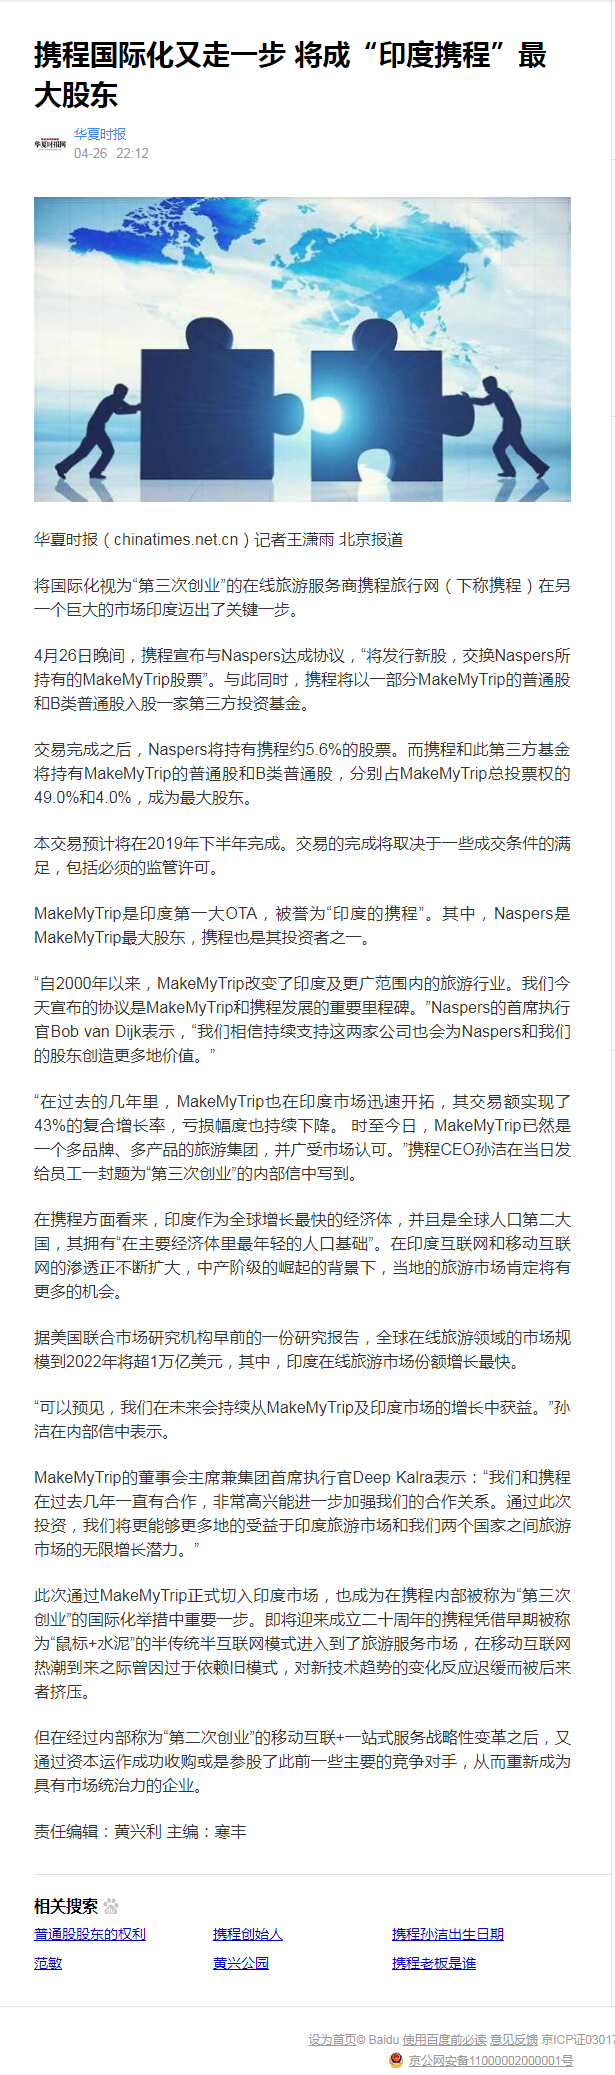 携程国际化又走一步 将成“印度携程”最
大股东
华夏时报网
华夏时报
04-26 22:12
华夏时报（chinatimes.net.cn）记者王潇雨 北京报道
将国际化视为“第三次创业”的在线旅游服务商携程旅行网（下称携程）在另
一个巨大的市场印度迈出了关键一步。
4月26日晚间，携程宣布与Naspers达成协议，“将发行新股，交换Naspers所
持有的MakeMyTrip股票”。与此同时，携程将以一部分MakeMyTrip的普通股
和B类普通股入股一家第三方投资基金。
交易完成之后，Naspers将持有携程约5.6%的股票。而携程和此第三方基金
将持有MakeMyTrip的普通股和B类普通股，分别占MakeMyTrip总投票权的
49.0%和4.0%，成为最大股东。
本交易预计将在2019年下半年完成。交易的完成将取决于一些成交条件的满
足，包括必须的监管许可。
MakeMyTrip是印度第一大OTA，被誉为“印度的携程”。其中，Naspers是
MakeMyTrip最大股东，携程也是其投资者之一。
“自2000年以来，MakeMyTrip改变了印度及更广范围内的旅游行业。我们今
天宣布的协议是MakeMyTrip和携程发展的重要里程碑。”Naspers的首席执行
官Bob van Dijk表示，“我们相信持续支持这两家公司也会为Naspers和我们
的股东创造更多地价值。”
“在过去的几年里，MakeMyTrip也在印度市场迅速开拓，其交易额实现了
43%的复合增长率，亏损幅度也持续下降。 时至今日，MakeMyTrip已然是
一个多品牌、多产品的旅游集团，并广受市场认可。”携程CEO孙洁在当日发
给员工一封题为“第三次创业”的内部信中写到。
在携程方面看来，印度作为全球增长最快的经济体，并且是全球人口第二大
国，其拥有“在主要经济体里最年轻的人口基础”。在印度互联网和移动互联
网的渗透正不断扩大，中产阶级的崛起的背景下，当地的旅游市场肯定将有
更多的机会。
据美国联合市场研究机构早前的一份研究报告，全球在线旅游领域的市场规
模到2022年将超1万亿美元，其中，印度在线旅游市场份额增长最快。
“可以预见，我们在未来会持续从MakeMyTrip及印度市场的增长中获益。”孙
洁在内部信中表示。
MakeMyTrip的董事会主席兼集团首席执行官Deep Kalra表示：“我们和携程
在过去几年一直有合作，非常高兴能进一步加强我们的合作关系。通过此次
投资，我们将更能够更多地的受益于印度旅游市场和我们两个国家之间旅游
市场的无限增长潜力。”
此次通过MakeMyTrip正式切入印度市场，也成为在携程内部被称为“第三次
创业”的国际化举措中重要一步。即将迎来成立二十周年的携程凭借早期被称
为“鼠标+水泥”的半传统半互联网模式进入到了旅游服务市场，在移动互联网
热潮到来之际曾因过于依赖旧模式，对新技术趋势的变化反应迟缓而被后来
者挤压。
但在经过内部称为“第二次创业”的移动互联+一站式服务战略性变革之后，又
通过资本运作成功收购或是参股了此前一些主要的竞争对手，从而重新成为
具有市场统治力的企业。
责任编辑：黄兴利 主编：寒丰
相关搜索
普通股股东的权利 携程创始人 携程孙洁出生日期
范敏 黄兴公园 携程老板是谁
设为首页© Baidu 使用百度前必读 意见反馈 京ICP证03017
京公网安备11000002000001号